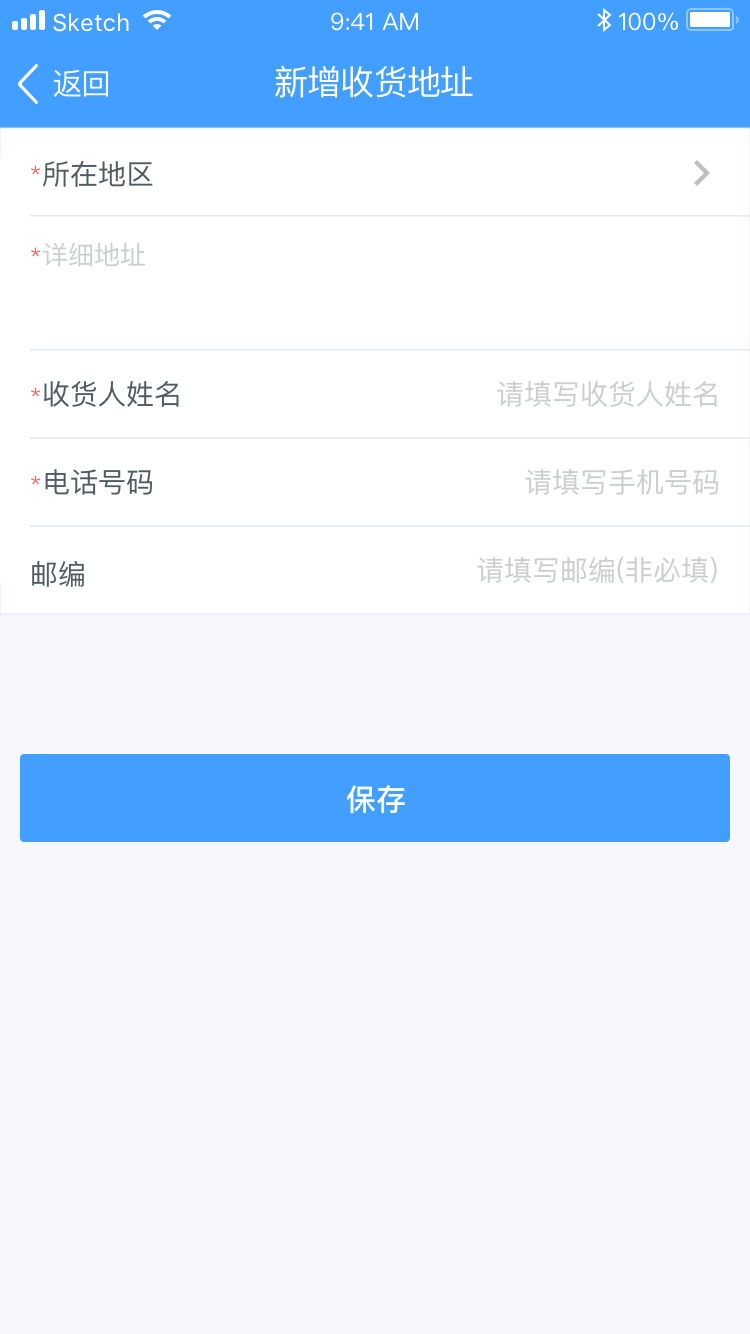 Sketch 9:41 AM 100%
返回 新增收货地址
*所在地区
*详细地址
*收货人姓名 请填写收货人姓名
*电话号码 请填写手机号码
邮编 请填写邮编(非必填)
保存